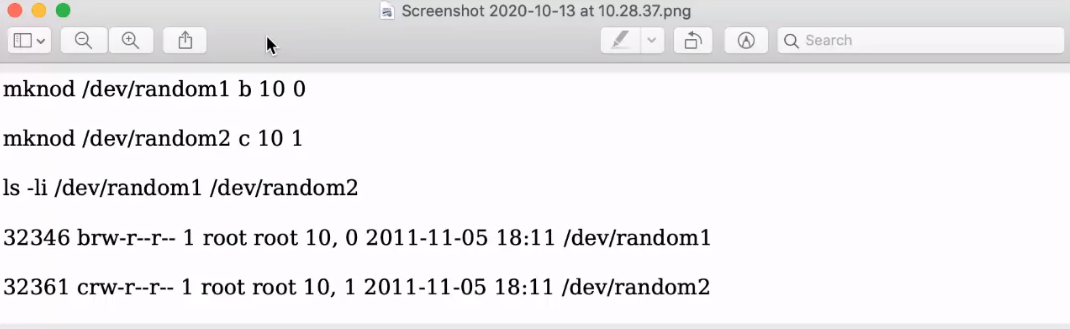 Screenshot 2020-10-13 at 10.28.37.png
Search
mknod /dev/random1 b 10 0
mknod /dev/random2 c 10 1
ls -li /dev/random1 /dev/random2
32346 brw-r--r-- 1 root root 10, 0 2011-11-05 18:11 /dev/random1
32361 crw-r--r-- 1 root root 10, 1 2011-11-05 18:11 /dev/random2